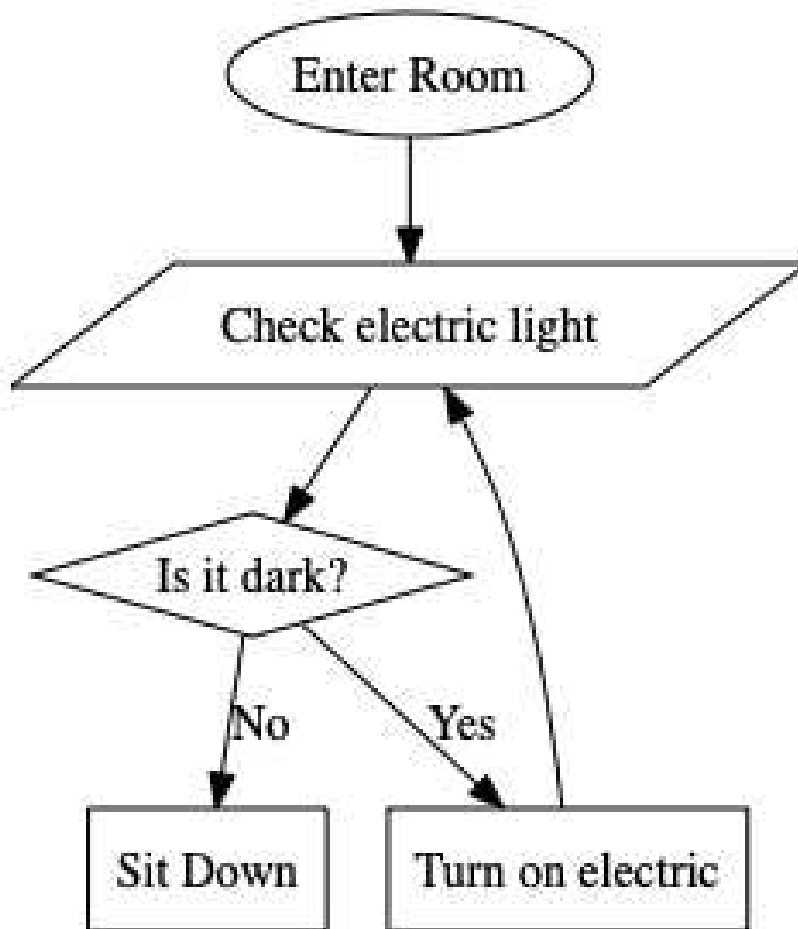 Enter Room
Check electric light
Is it dark?
No
Yes
Sit Down
Turn on electric